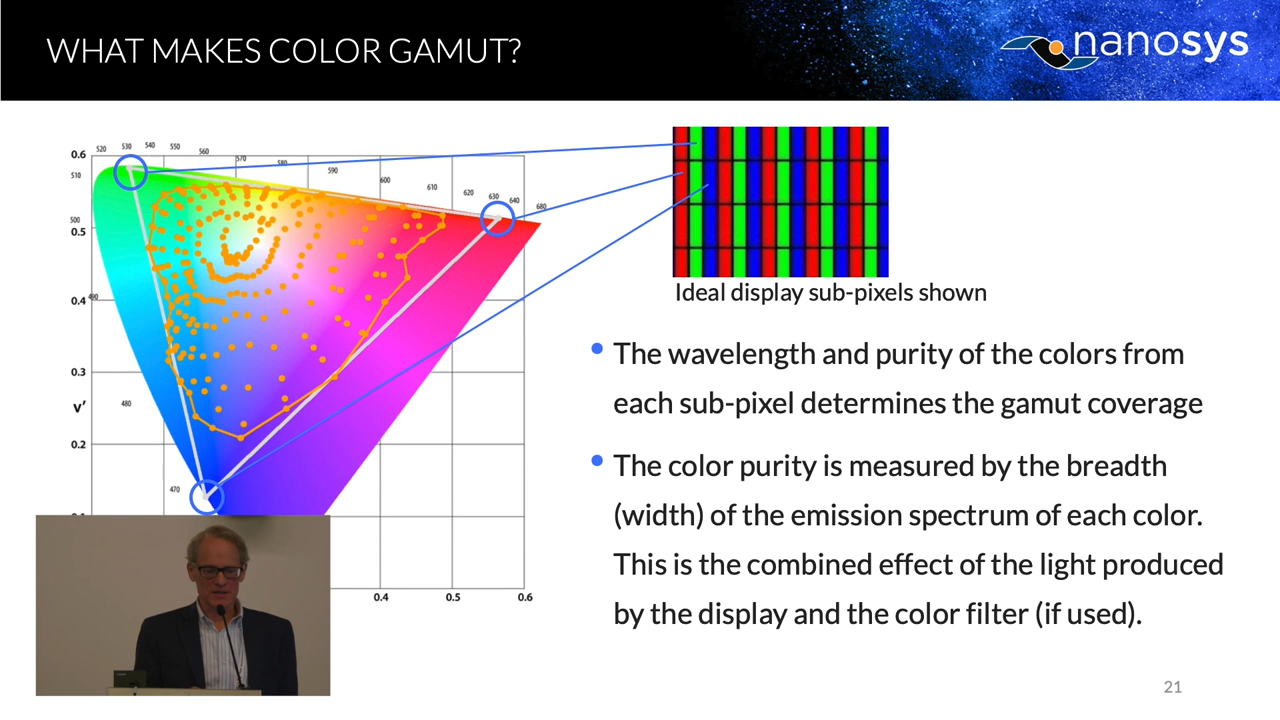 WHAT MAKES COLOR GAMUT?
nanosys
520 530 540 550 560 570 580 590 600 610 620 630 640 680
0.6
510
500
0.5
490
0.4
0.3
v’
480
0.2
470
0.4 0.5 0.6
Ideal display sub-pixels shown
• The wavelength and purity of the colors from
each sub-pixel determines the gamut coverage
• The color purity is measured by the breadth
(width) of the emission spectrum of each color.
This is the combined effect of the light produced
by the display and the color filter (if used).
21